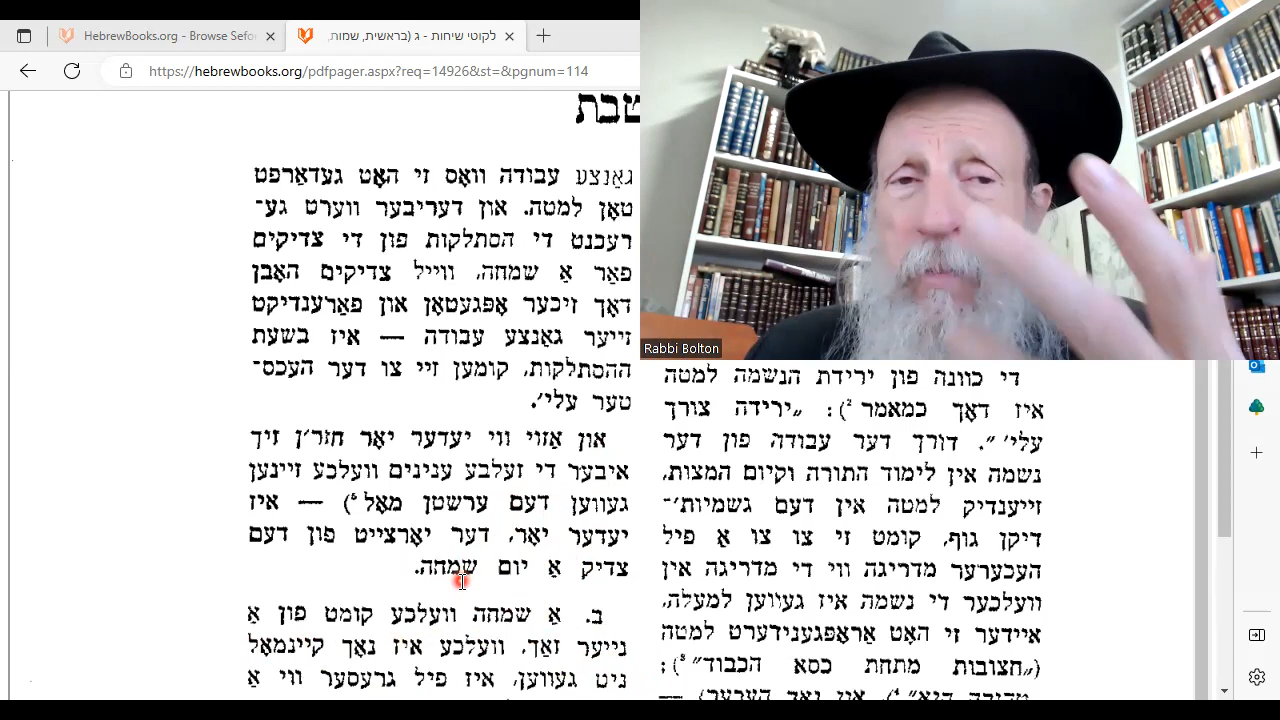 HebrewBooks.org - Browse Sefo
לקוטי שיחות - ג (בראשית, שמות,
https://hebrewbooks.org/pdfpager.aspx?req=14926&st=&pgnum=114
Rabbi Bolton
טבת
די כוונה פון ירידת הנשמה למטה
איז דאָך כמאמר ²): „ירידה צורך
עלי׳״. דורך דער עבודה פון דער
נשמה אין לימוד התורה וקיום המצות,
זייענדיק למטה אין דעם גשמיות׳־
דיקן גוף, קומט זי צו צו אַ פיל
העכערער מדריגה ווי די מדריגה אין
וועלכער די נשמה איז געווען למעלה,
איידער זי האָט אַראָפּגענידערט למטה
(„חצובות מתחת כסא הכבוד״ ³);
גאַנצע עבודה וואָס זי האָט געדאַרפט
טאָן למטה. און דעריבער ווערט גע־
רעכנט די הסתלקות פון די צדיקים
פאַר אַ שמחה, ווייל צדיקים האָבן
דאָך זיכער אָפּגעטאָן און פאַרענדיקט
זייער גאַנצע עבודה — איז בשעת
ההסתלקות, קומען זיי צו דער העכס־
טער עלי׳.
און אַזוי ווי יעדער יאָר חזר׳ן זיך
איבער די זעלבע ענינים וועלכע זיינען
געווען דעם ערשטן מאָל ⁵) — איז
יעדער יאָר, דער יאָרצייט פון דעם
צדיק אַ יום שמחה.
ב. אַ שמחה וועלכע קומט פון אַ
נייער זאַך, וועלכע איז נאָך קיינמאָל
ניט געווען, איז פיל גרעסער ווי אַ